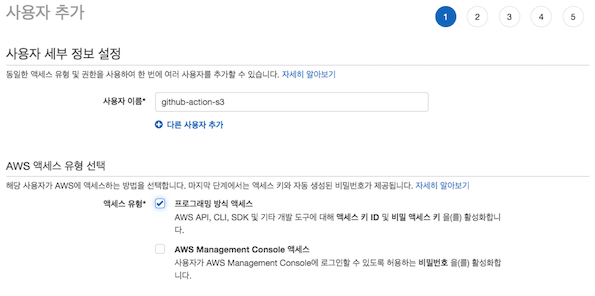 사용자 추가
1 2 3 4 5
사용자 세부 정보 설정
동일한 액세스 유형 및 권한을 사용하여 한 번에 여러 사용자를 추가할 수 있습니다. 자세히 알아보기
사용자 이름* github-action-s3
다른 사용자 추가
AWS 액세스 유형 선택
해당 사용자가 AWS에 액세스하는 방법을 선택합니다. 마지막 단계에서는 액세스 키와 자동 생성된 비밀번호가 제공됩니다. 자세히 알아보기
액세스 유형* 프로그래밍 방식 액세스
AWS API, CLI, SDK 및 기타 개발 도구에 대해 액세스 키 ID 및 비밀 액세스 키 을(를) 활성화합니
다.
AWS Management Console 액세스
사용자가 AWS Management Console에 로그인할 수 있도록 허용하는 비밀번호 을(를) 활성화합
니다.